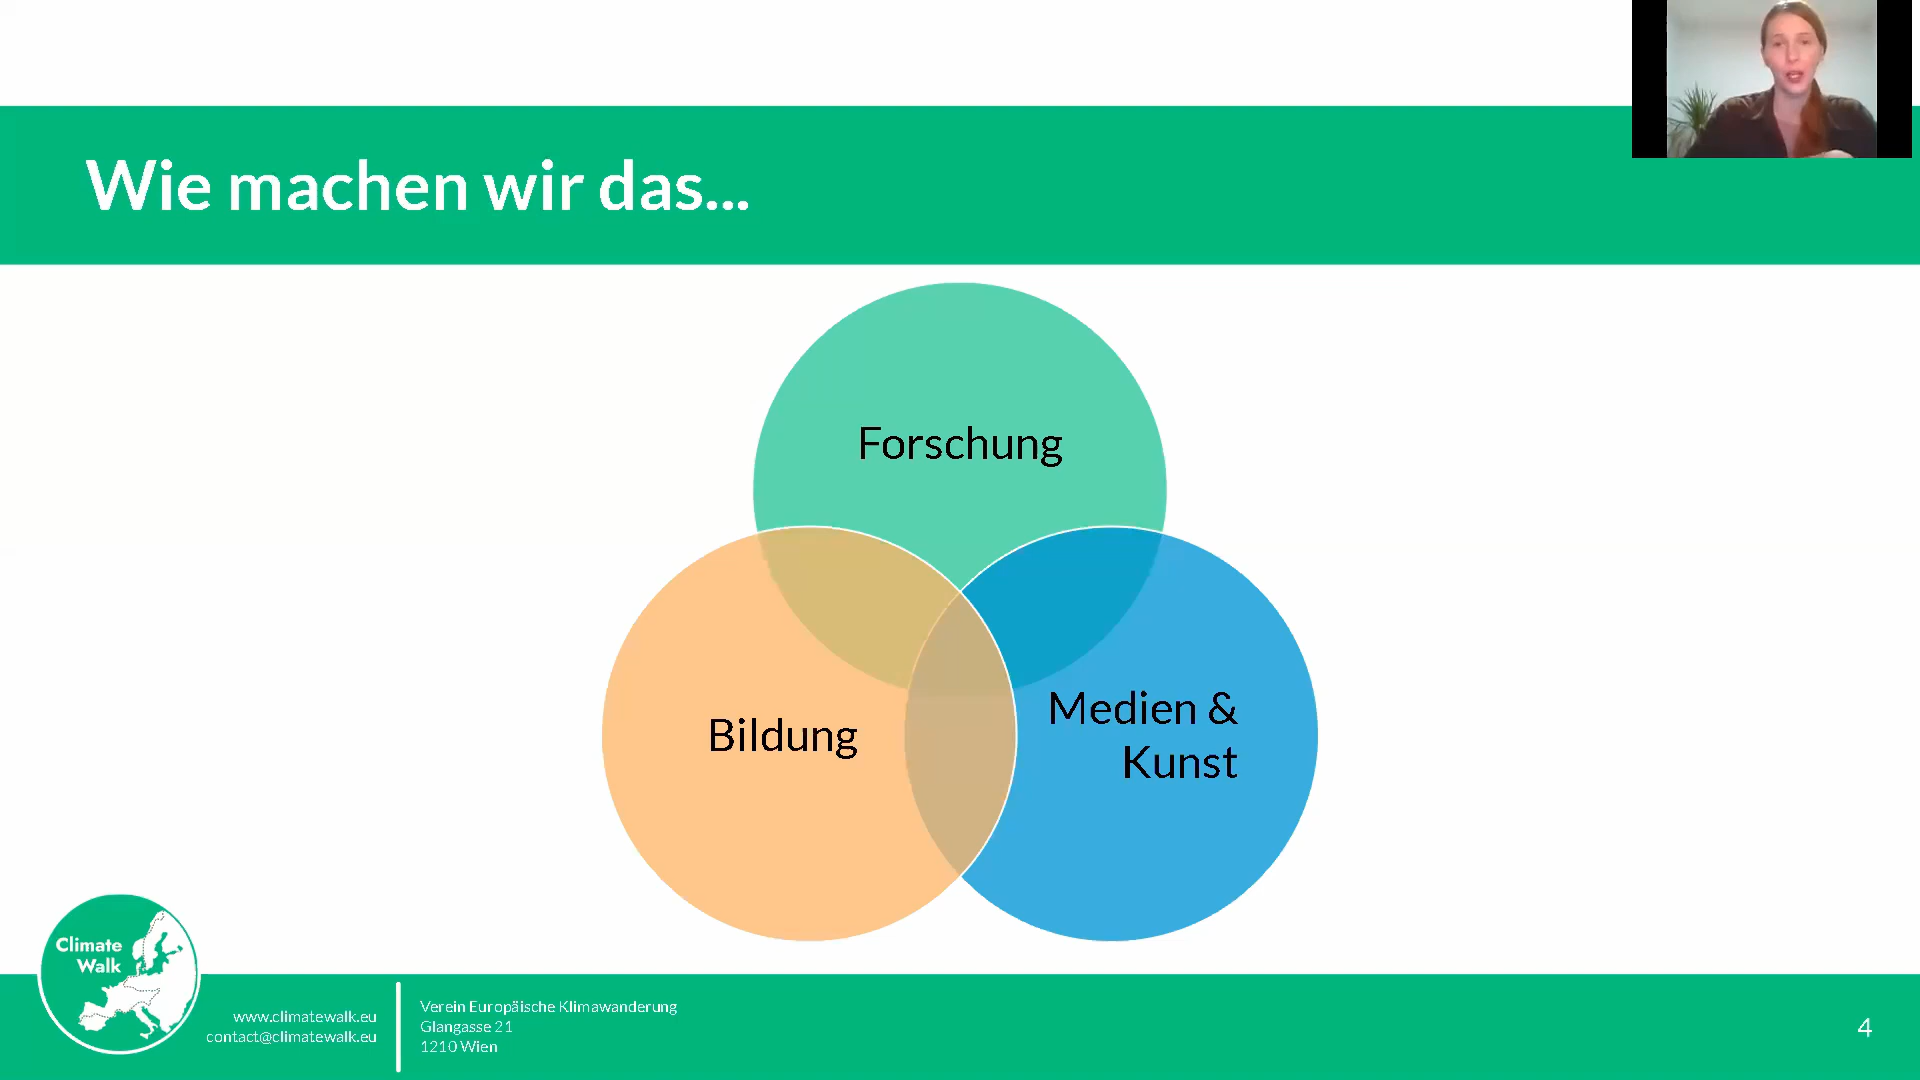 Wie machen wir das...
Forschung
Bildung
Medien &
Kunst
Climate
Walk
www.climatewalk.eu
contact@climatewalk.eu
Verein Europäische Klimawanderung
Glangasse 21
1210 Wien
4